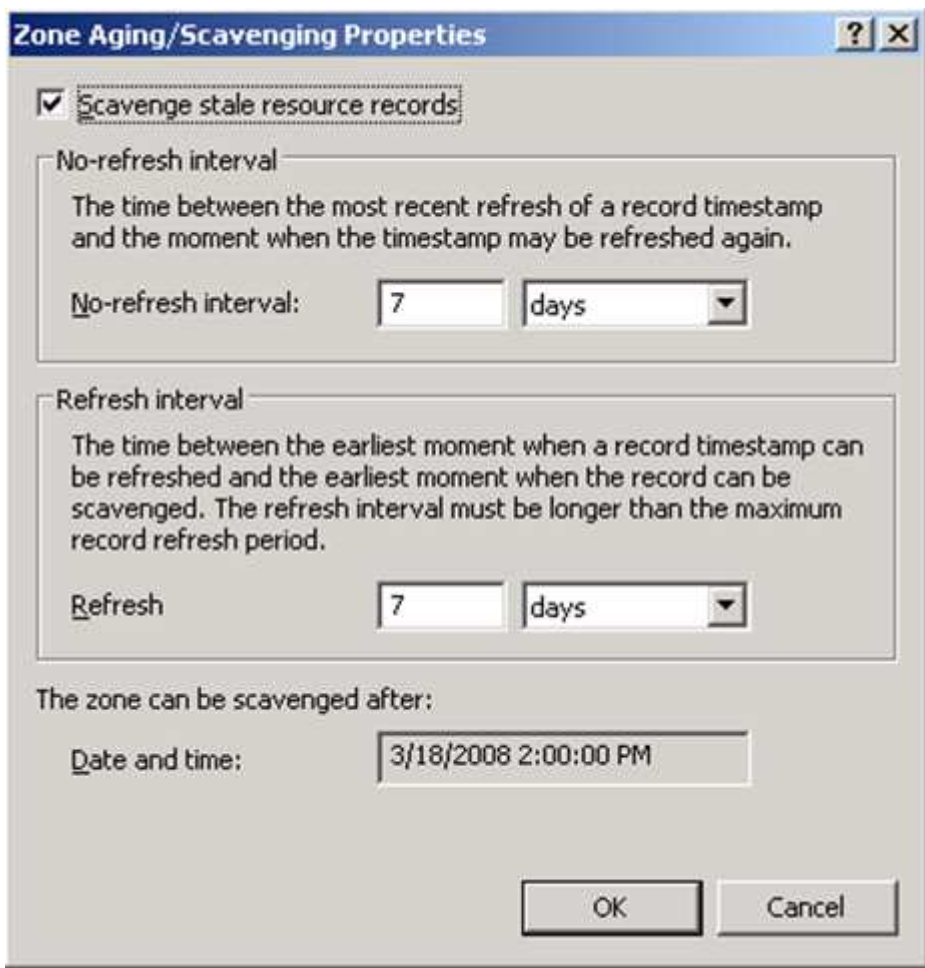 Zone Aging/Scavenging Properties
Scavenge stale resource records
No-refresh interval
The time between the most recent refresh of a record timestamp
and the moment when the timestamp may be refreshed again.
No-refresh interval: 7 days
Refresh interval
The time between the earliest moment when a record timestamp can
be refreshed and the earliest moment when the record can be
scavenged. The refresh interval must be longer than the maximum
record refresh period.
Refresh 7 days
The zone can be scavenged after:
Date and time: 3/18/2008 2:00:00 PM
OK Cancel